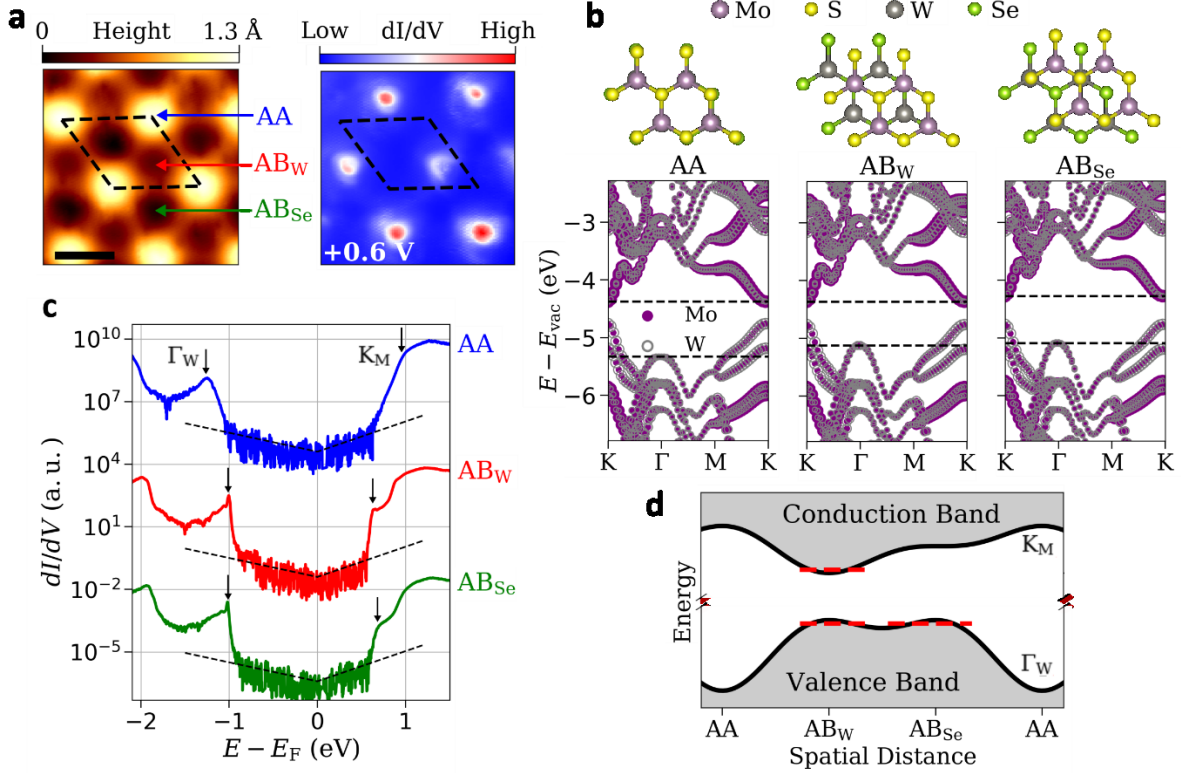 a
0 Height 1.3 Å
Low dI/dV High
AA
AB_W
AB_Se
+0.6 V
b
Mo S W Se
AA AB_W AB_Se
E − E_vac (eV)
−3
−4
−5
−6
Mo
W
K Γ M K K Γ M K K Γ M K
c
dI/dV (a. u.)
10^10
10^7
10^4
10^1
10^−2
10^−5
Γ_W K_M
AA
AB_W
AB_Se
−2 −1 0 1
E − E_F (eV)
d
Energy
Conduction Band
K_M
Γ_W
Valence Band
AA AB_W AB_Se AA
Spatial Distance